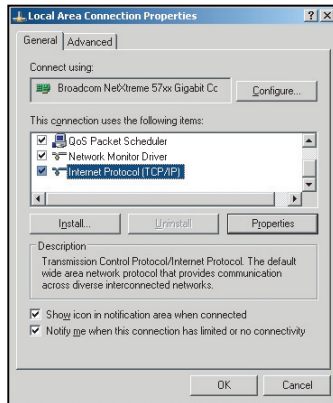 Local Area Connection Properties
General Advanced
Connect using:
Broadcom NetXtreme 57xx Gigabit Cc
Configure...
This connection uses the following items:
QoS Packet Scheduler
Network Monitor Driver
Internet Protocol (TCP/IP)
Install... Uninstall Properties
Description
Transmission Control Protocol/Internet Protocol. The default
wide area network protocol that provides communication
across diverse interconnected networks.
Show icon in notification area when connected
Notify me when this connection has limited or no connectivity
OK Cancel